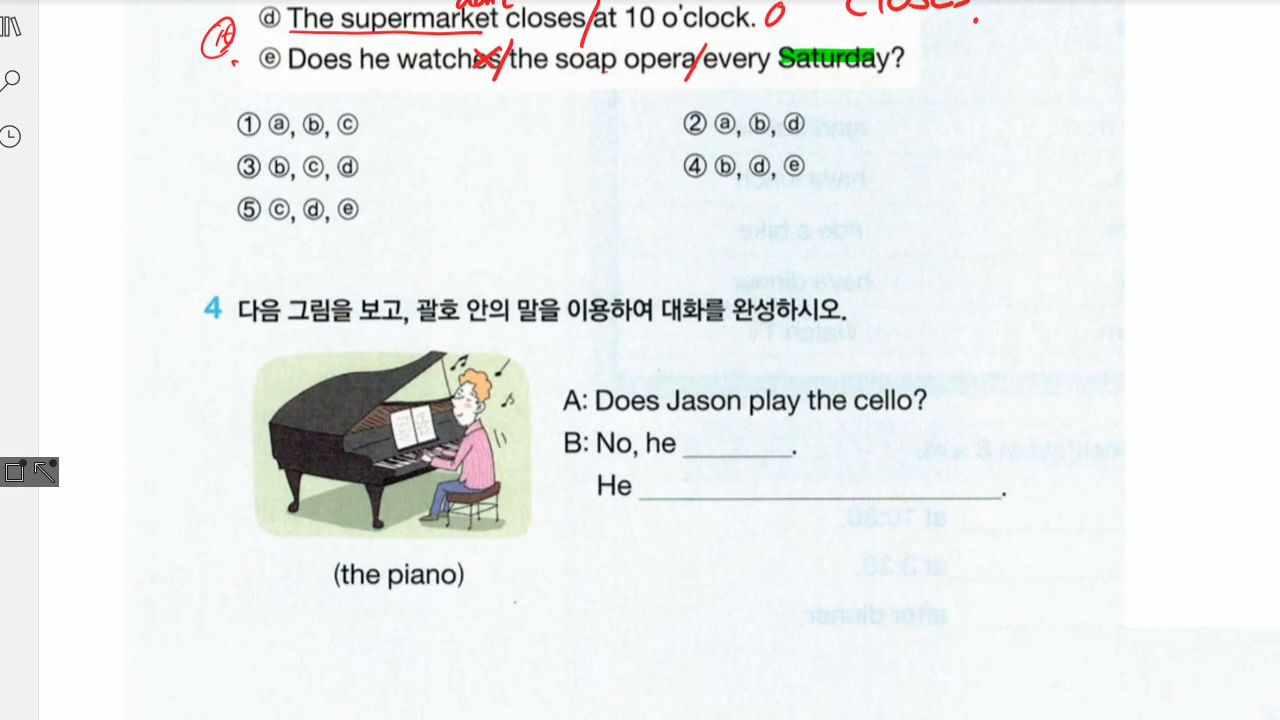 ⓓ The supermarket closes at 10 o'clock. O CLOSES.
ⓔ Does he watches the soap opera every Saturday?
① ⓐ, ⓑ, ⓒ
② ⓐ, ⓑ, ⓓ
③ ⓑ, ⓒ, ⓓ
④ ⓑ, ⓓ, ⓔ
⑤ ⓒ, ⓓ, ⓔ
4 다음 그림을 보고, 괄호 안의 말을 이용하여 대화를 완성하시오.
A: Does Jason play the cello?
B: No, he ________.
He ________________________.
(the piano)